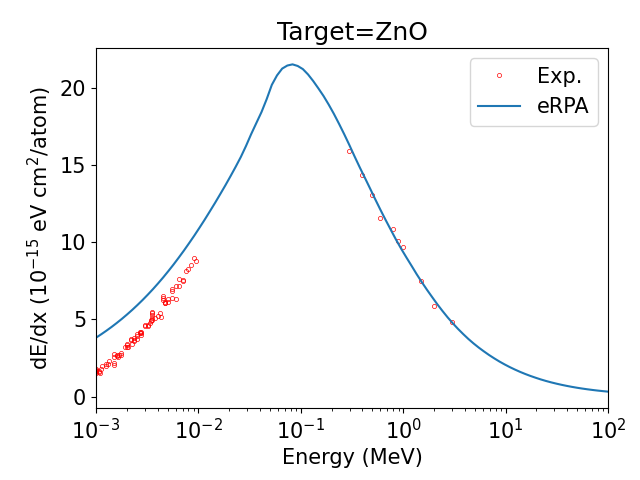 Target=ZnO
dE/dx (10⁻¹⁵ eV cm²/atom)
20
15
10
5
0
Exp.
eRPA
10⁻³ 10⁻² 10⁻¹ 10⁰ 10¹ 10²
Energy (MeV)